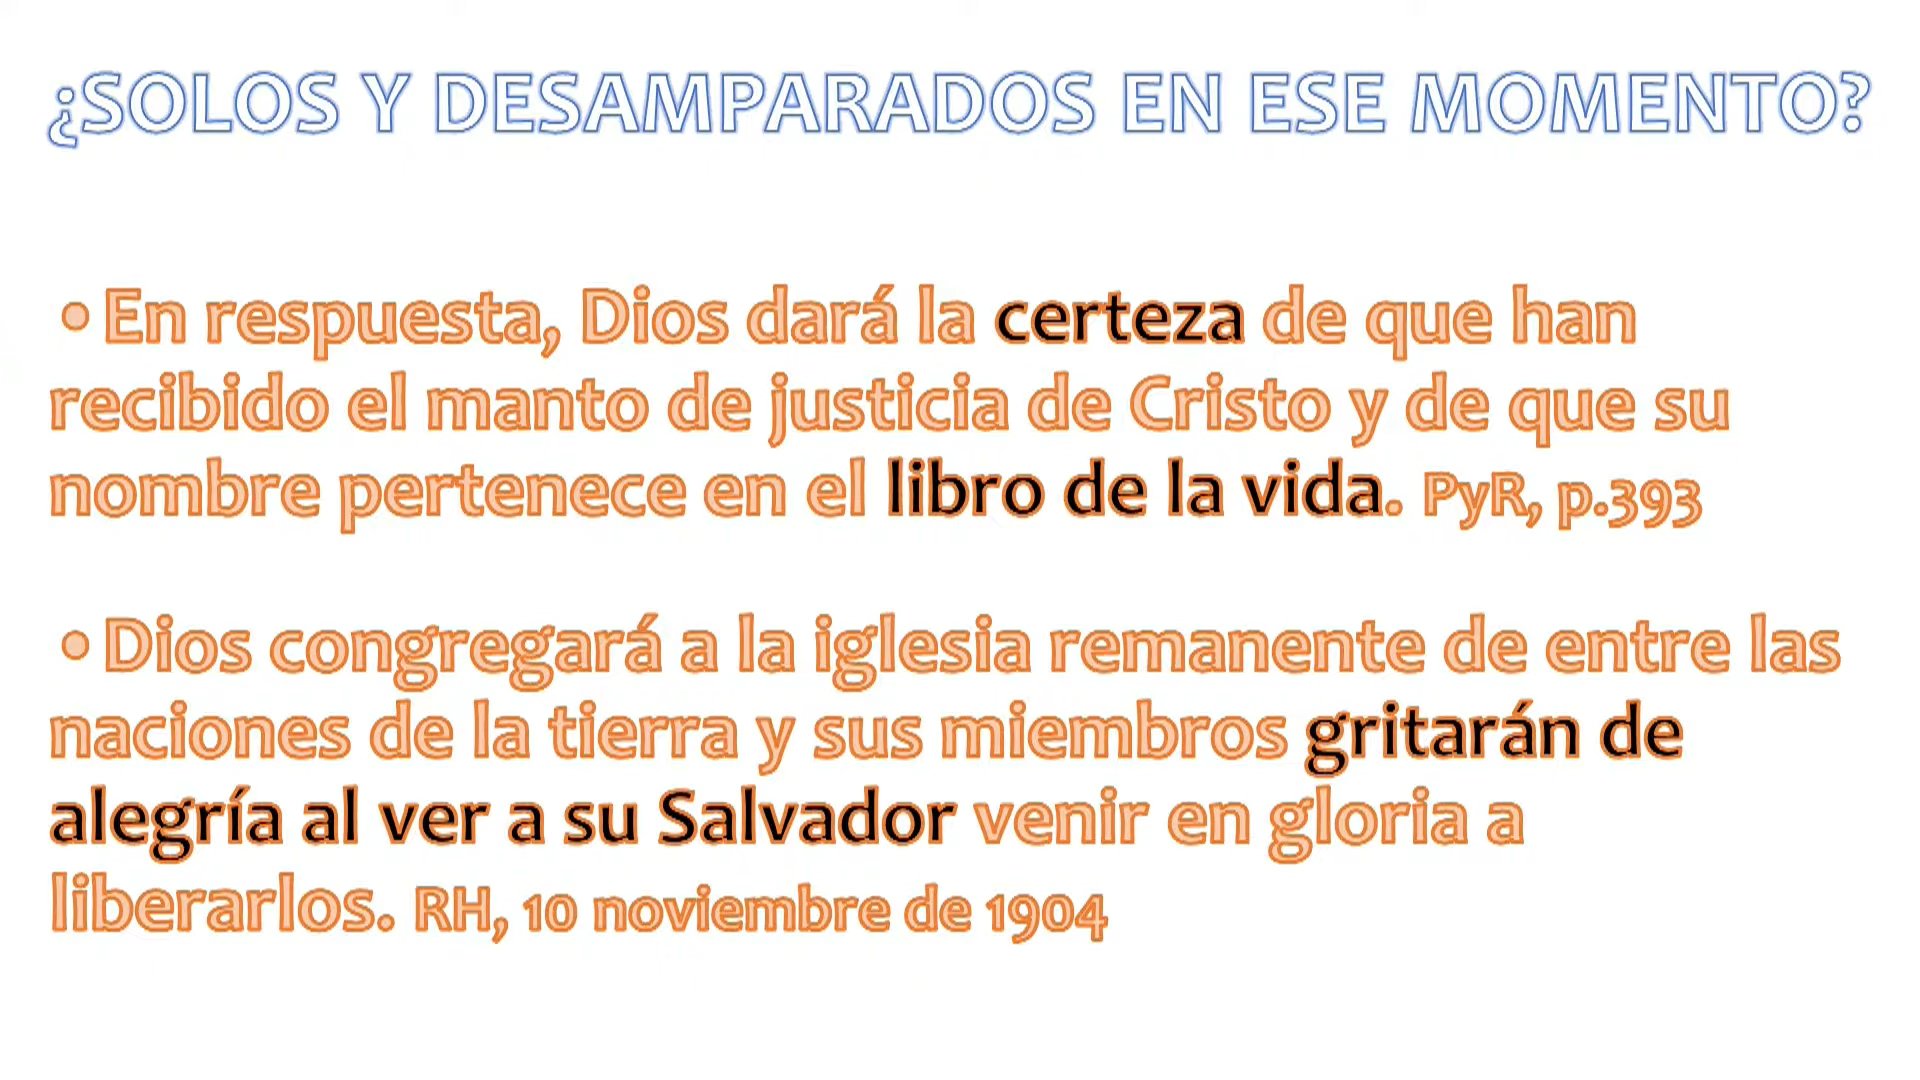 ¿SOLOS Y DESAMPARADOS EN ESE MOMENTO?
• En respuesta, Dios dará la certeza de que han
recibido el manto de justicia de Cristo y de que su
nombre pertenece en el libro de la vida. PyR, p.393
• Dios congregará a la iglesia remanente de entre las
naciones de la tierra y sus miembros gritarán de
alegría al ver a su Salvador venir en gloria a
liberarlos. RH, 10 noviembre de 1904